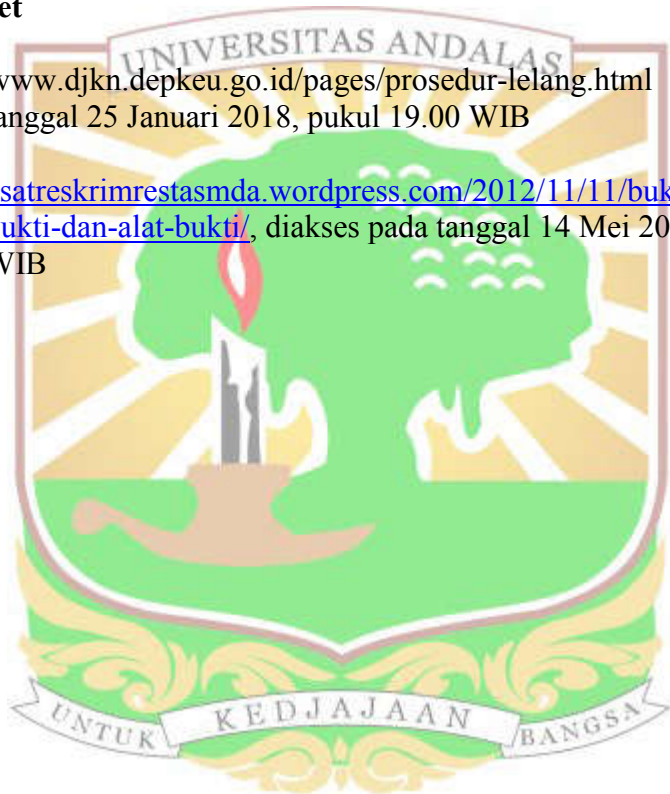 et
UNIVERSITAS ANDALAS
www.djkn.depkeu.go.id/pages/prosedur-lelang.html
anggal 25 Januari 2018, pukul 19.00 WIB
satreskrimrestasmda.wordpress.com/2012/11/11/buk
ukti-dan-alat-bukti/, diakses pada tanggal 14 Mei 20
WIB
UNTUK KEDJAJAAN BANGSA